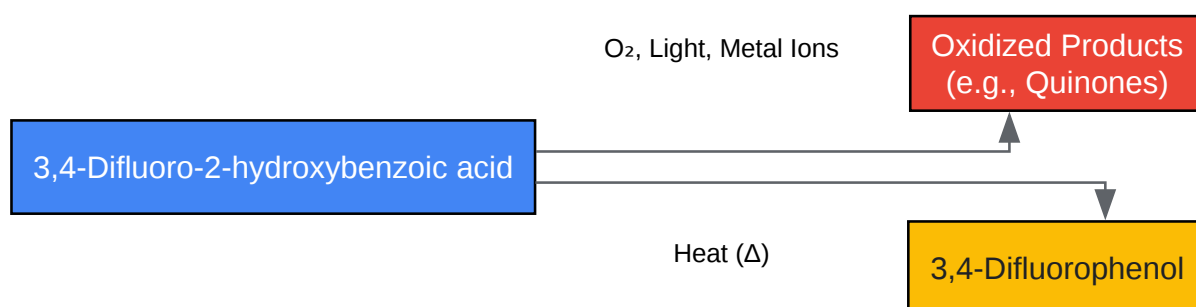 O₂, Light, Metal Ions
Oxidized Products
(e.g., Quinones)
3,4-Difluoro-2-hydroxybenzoic acid
Heat (Δ)
3,4-Difluorophenol